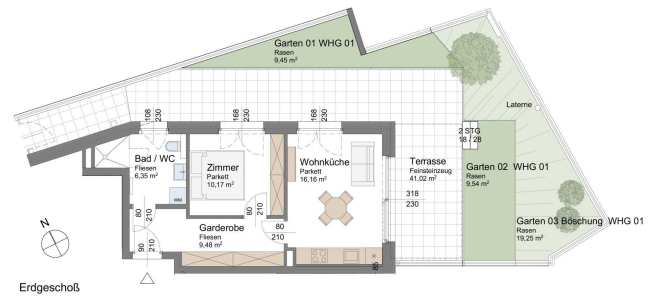 Garten 01 WHG 01
Rasen
9,45 m²
Laterne
108
230
168
230
168
230
2 STG
18 / 28
Bad / WC
Fliesen
6,35 m²
Zimmer
Parkett
10,17 m²
Wohnküche
Parkett
16,16 m²
Terrasse
Feinsteinzeug
41,02 m²
318
230
Garten 02 WHG 01
Rasen
9,54 m²
MM
80
210
80
210
Garderobe
Fliesen
9,48 m²
80
210
Garten 03 Böschung WHG 01
Rasen
19,25 m²
90
210
85
N
Erdgeschoß